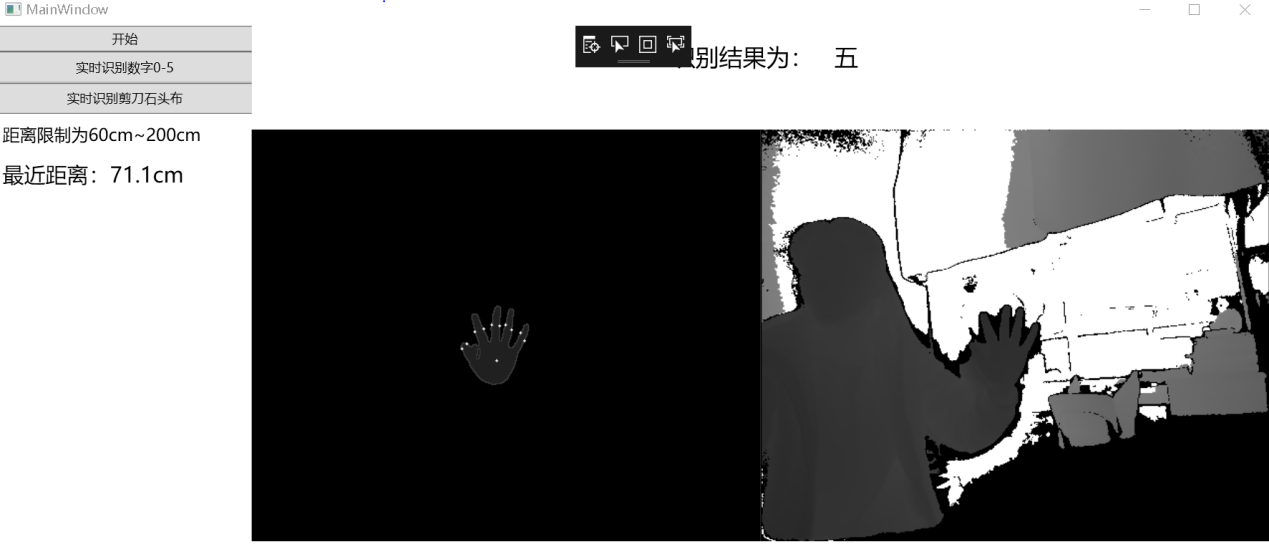 MainWindow
开始
实时识别数字0-5
实时识别剪刀石头布
距离限制为60cm~200cm
最近距离：71.1cm
别结果为： 五